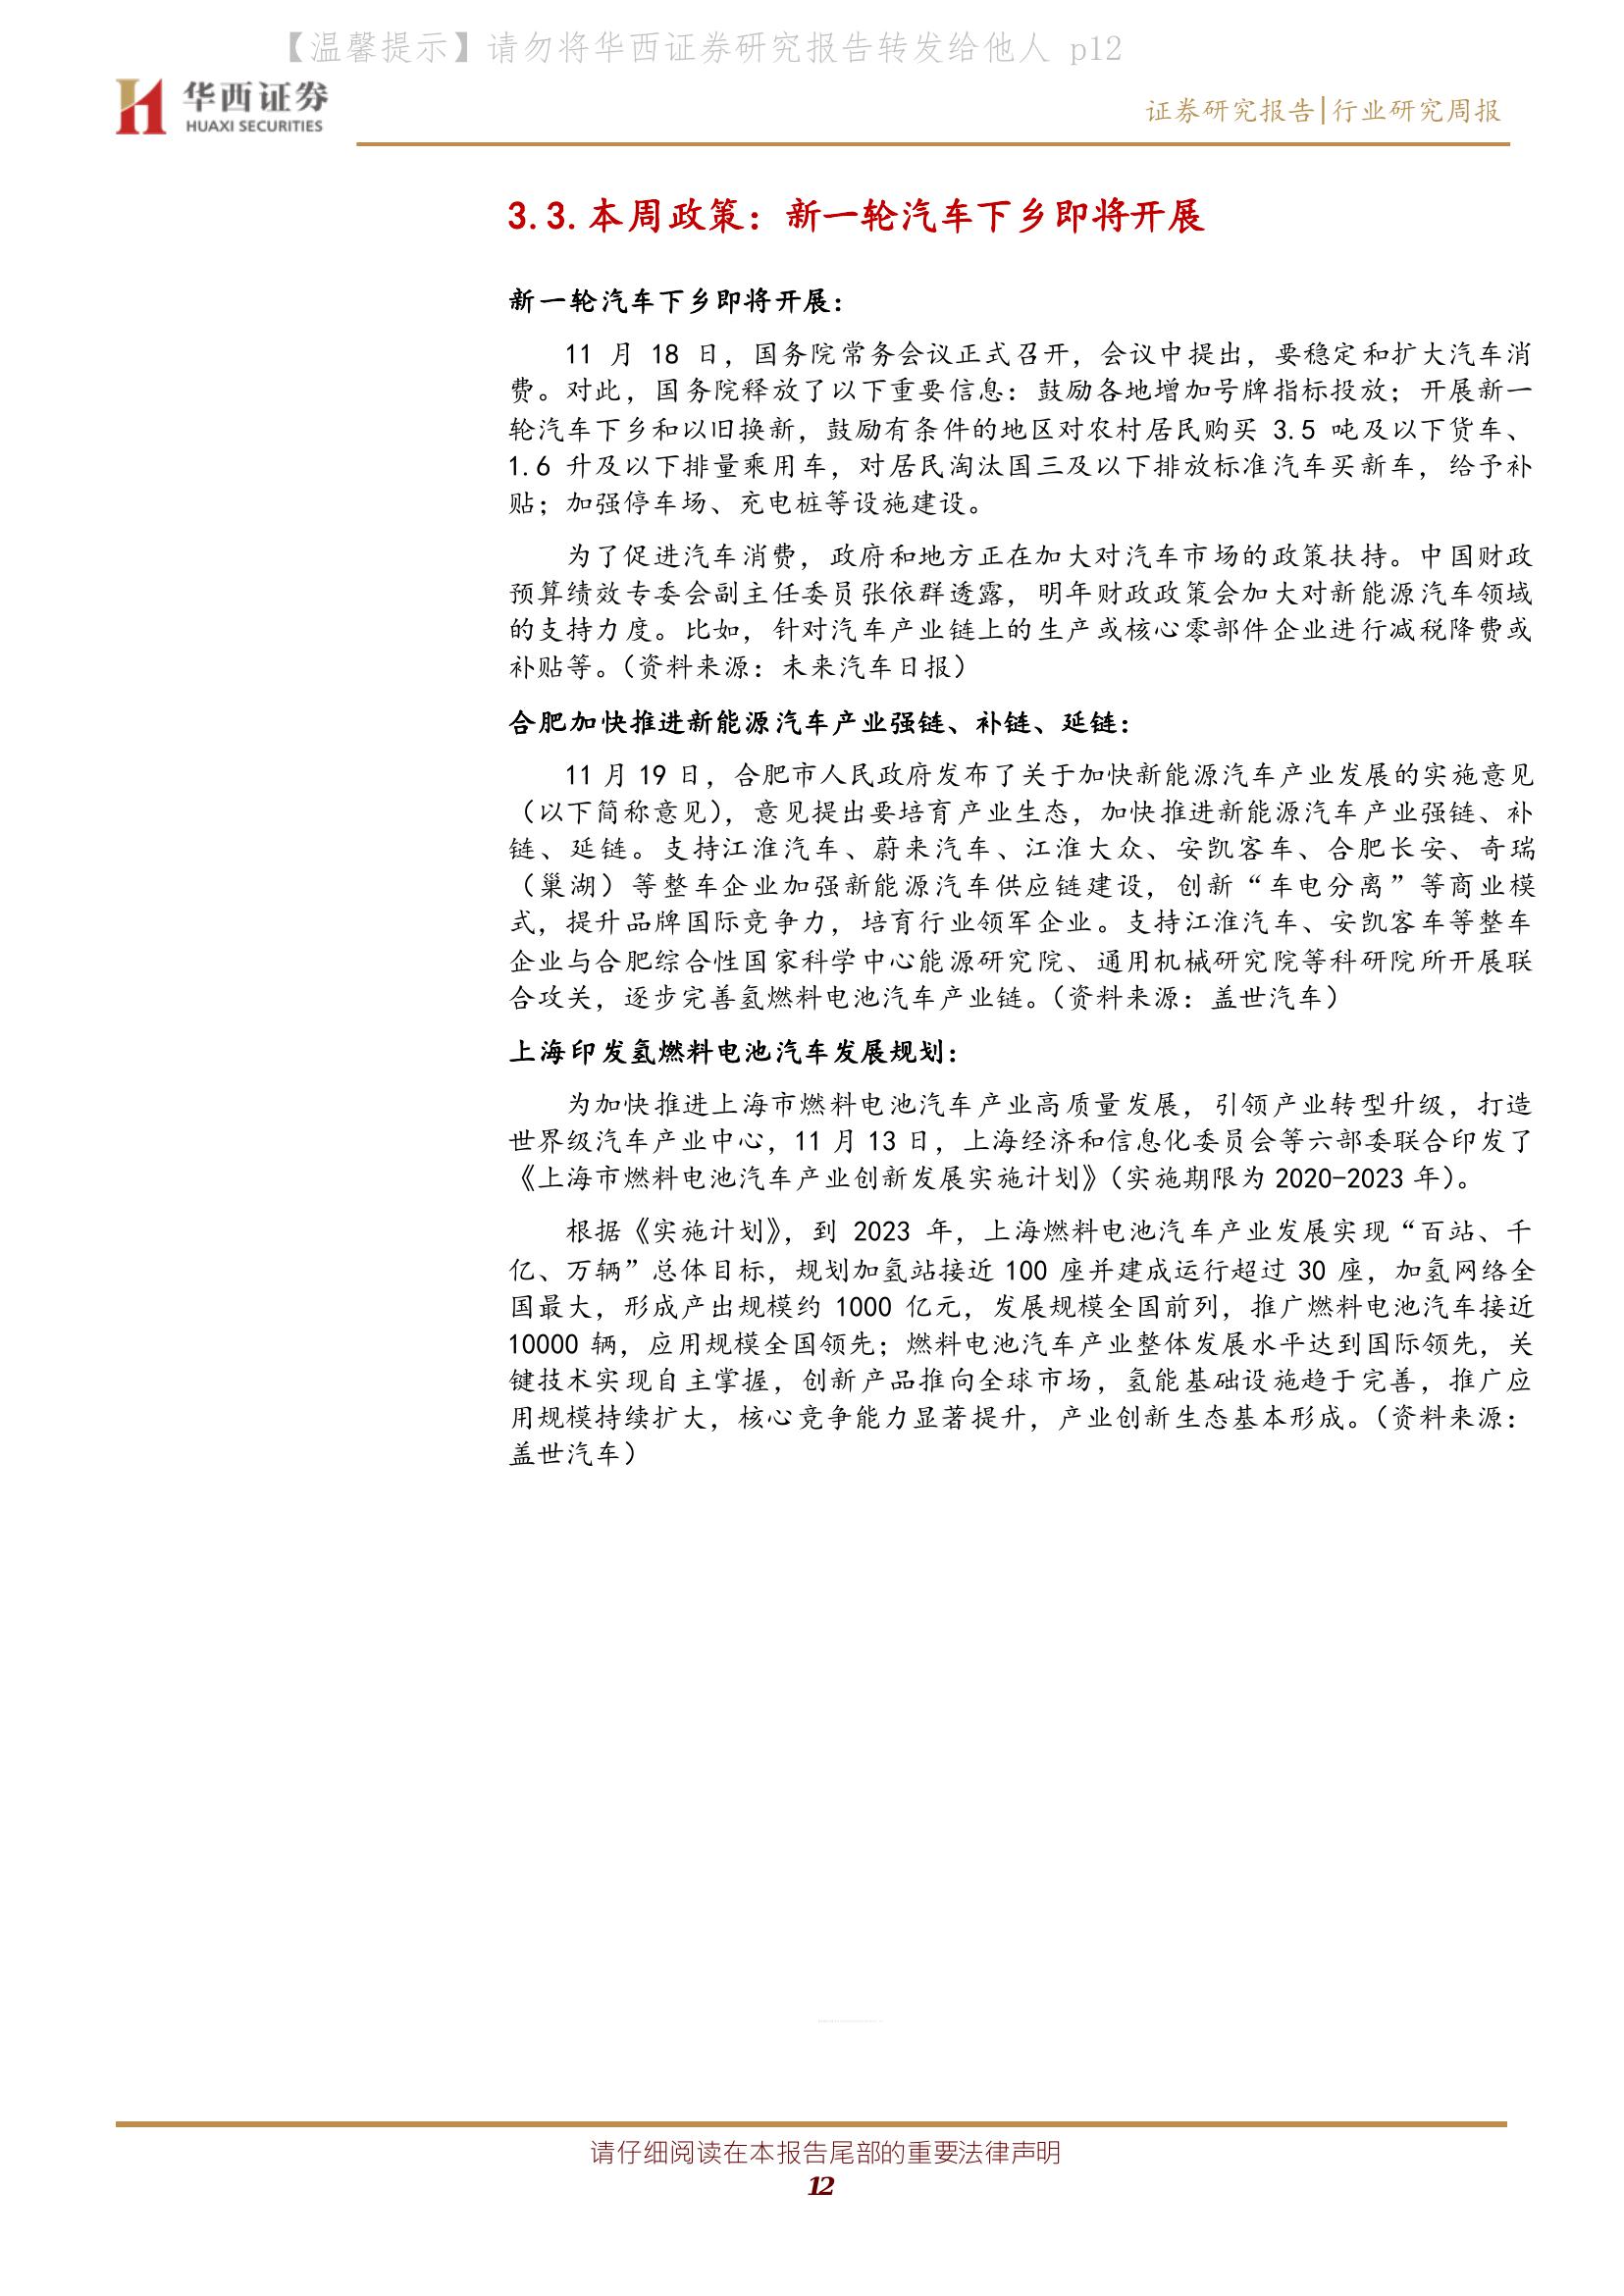 【温馨提示】请勿将华西证券研究报告转发给他人 p12
华西证券
HUAXI SECURITIES
证券研究报告|行业研究周报
3.3.本周政策：新一轮汽车下乡即将开展
新一轮汽车下乡即将开展：
11 月 18 日，国务院常务会议正式召开，会议中提出，要稳定和扩大汽车消
费。对此，国务院释放了以下重要信息：鼓励各地增加号牌指标投放；开展新一
轮汽车下乡和以旧换新，鼓励有条件的地区对农村居民购买 3.5 吨及以下货车、
1.6 升及以下排量乘用车，对居民淘汰国三及以下排放标准汽车买新车，给予补
贴；加强停车场、充电桩等设施建设。
为了促进汽车消费，政府和地方正在加大对汽车市场的政策扶持。中国财政
预算绩效专委会副主任委员张依群透露，明年财政政策会加大对新能源汽车领域
的支持力度。比如，针对汽车产业链上的生产或核心零部件企业进行减税降费或
补贴等。（资料来源：未来汽车日报）
合肥加快推进新能源汽车产业强链、补链、延链：
11 月 19 日，合肥市人民政府发布了关于加快新能源汽车产业发展的实施意见
（以下简称意见），意见提出要培育产业生态，加快推进新能源汽车产业强链、补
链、延链。支持江淮汽车、蔚来汽车、江淮大众、安凯客车、合肥长安、奇瑞
（巢湖）等整车企业加强新能源汽车供应链建设，创新“车电分离”等商业模
式，提升品牌国际竞争力，培育行业领军企业。支持江淮汽车、安凯客车等整车
企业与合肥综合性国家科学中心能源研究院、通用机械研究院等科研院所开展联
合攻关，逐步完善氢燃料电池汽车产业链。（资料来源：盖世汽车）
上海印发氢燃料电池汽车发展规划：
为加快推进上海市燃料电池汽车产业高质量发展，引领产业转型升级，打造
世界级汽车产业中心，11 月 13 日，上海经济和信息化委员会等六部委联合印发了
《上海市燃料电池汽车产业创新发展实施计划》（实施期限为 2020-2023 年）。
根据《实施计划》，到 2023 年，上海燃料电池汽车产业发展实现“百站、千
亿、万辆”总体目标，规划加氢站接近 100 座并建成运行超过 30 座，加氢网络全
国最大，形成产出规模约 1000 亿元，发展规模全国前列，推广燃料电池汽车接近
10000 辆，应用规模全国领先；燃料电池汽车产业整体发展水平达到国际领先，关
键技术实现自主掌握，创新产品推向全球市场，氢能基础设施趋于完善，推广应
用规模持续扩大，核心竞争能力显著提升，产业创新生态基本形成。（资料来源：
盖世汽车）
请仔细阅读在本报告尾部的重要法律声明
12